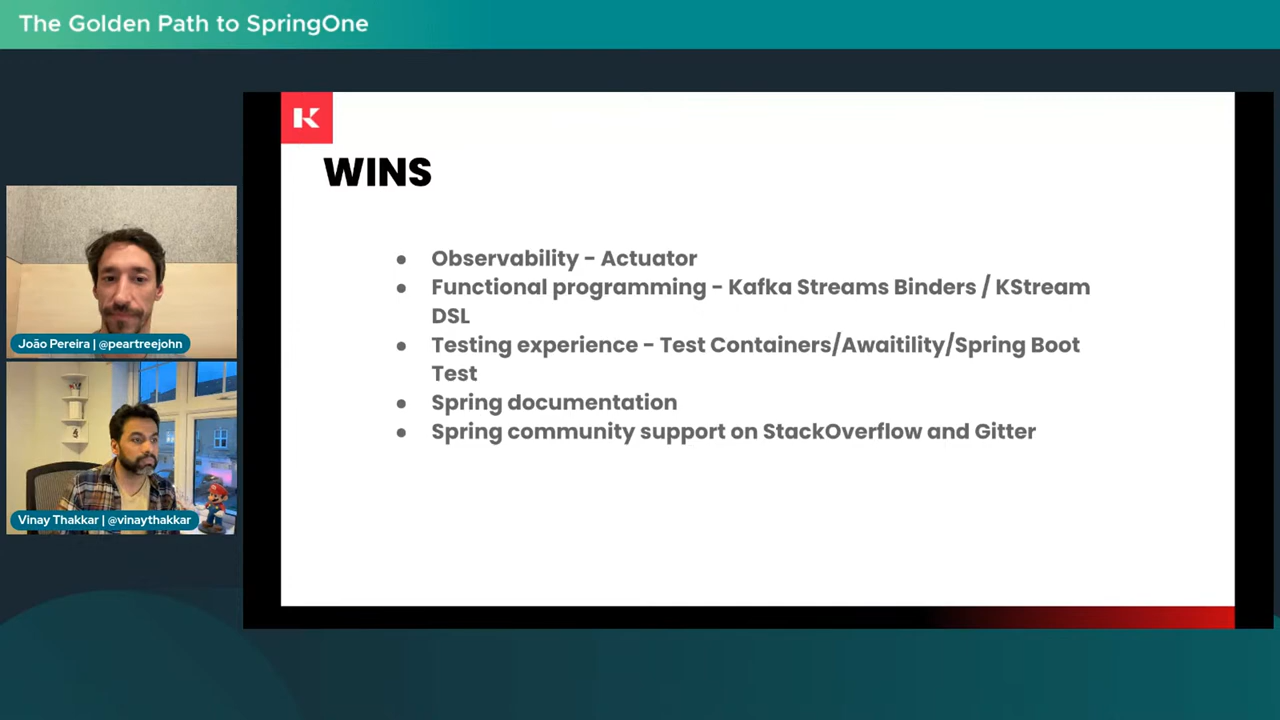 The Golden Path to SpringOne
K
WINS
● Observability - Actuator
● Functional programming - Kafka Streams Binders / KStream
DSL
● Testing experience - Test Containers/Awaitility/Spring Boot
Test
● Spring documentation
● Spring community support on StackOverflow and Gitter
João Pereira | @peartreejohn
Vinay Thakkar | @vinaythakkar